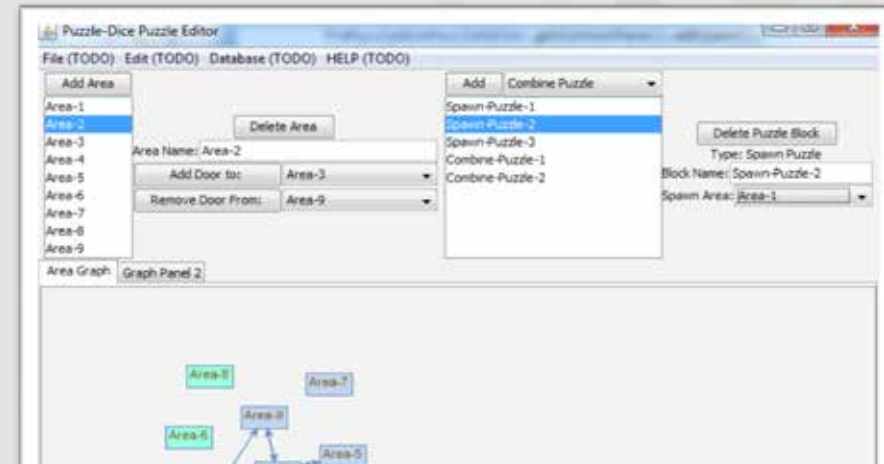 Puzzle-Dice Puzzle Editor
File (TODO) Edit (TODO) Database (TODO) HELP (TODO)
Add Area
Area-1
Area-2
Area-3
Area-4
Area-5
Area-6
Area-7
Area-8
Area-9
Delete Area
Area Name: Area-2
Add Door to: Area-3
Remove Door From: Area-9
Add Combine Puzzle
Spawn-Puzzle-1
Spawn-Puzzle-2
Spawn-Puzzle-3
Combine-Puzzle-1
Combine-Puzzle-2
Delete Puzzle Block
Type: Spawn Puzzle
Block Name: Spawn-Puzzle-2
Spawn Area: Area-1
Area Graph Graph Panel 2
Area-8
Area-7
Area-9
Area-6
Area-5